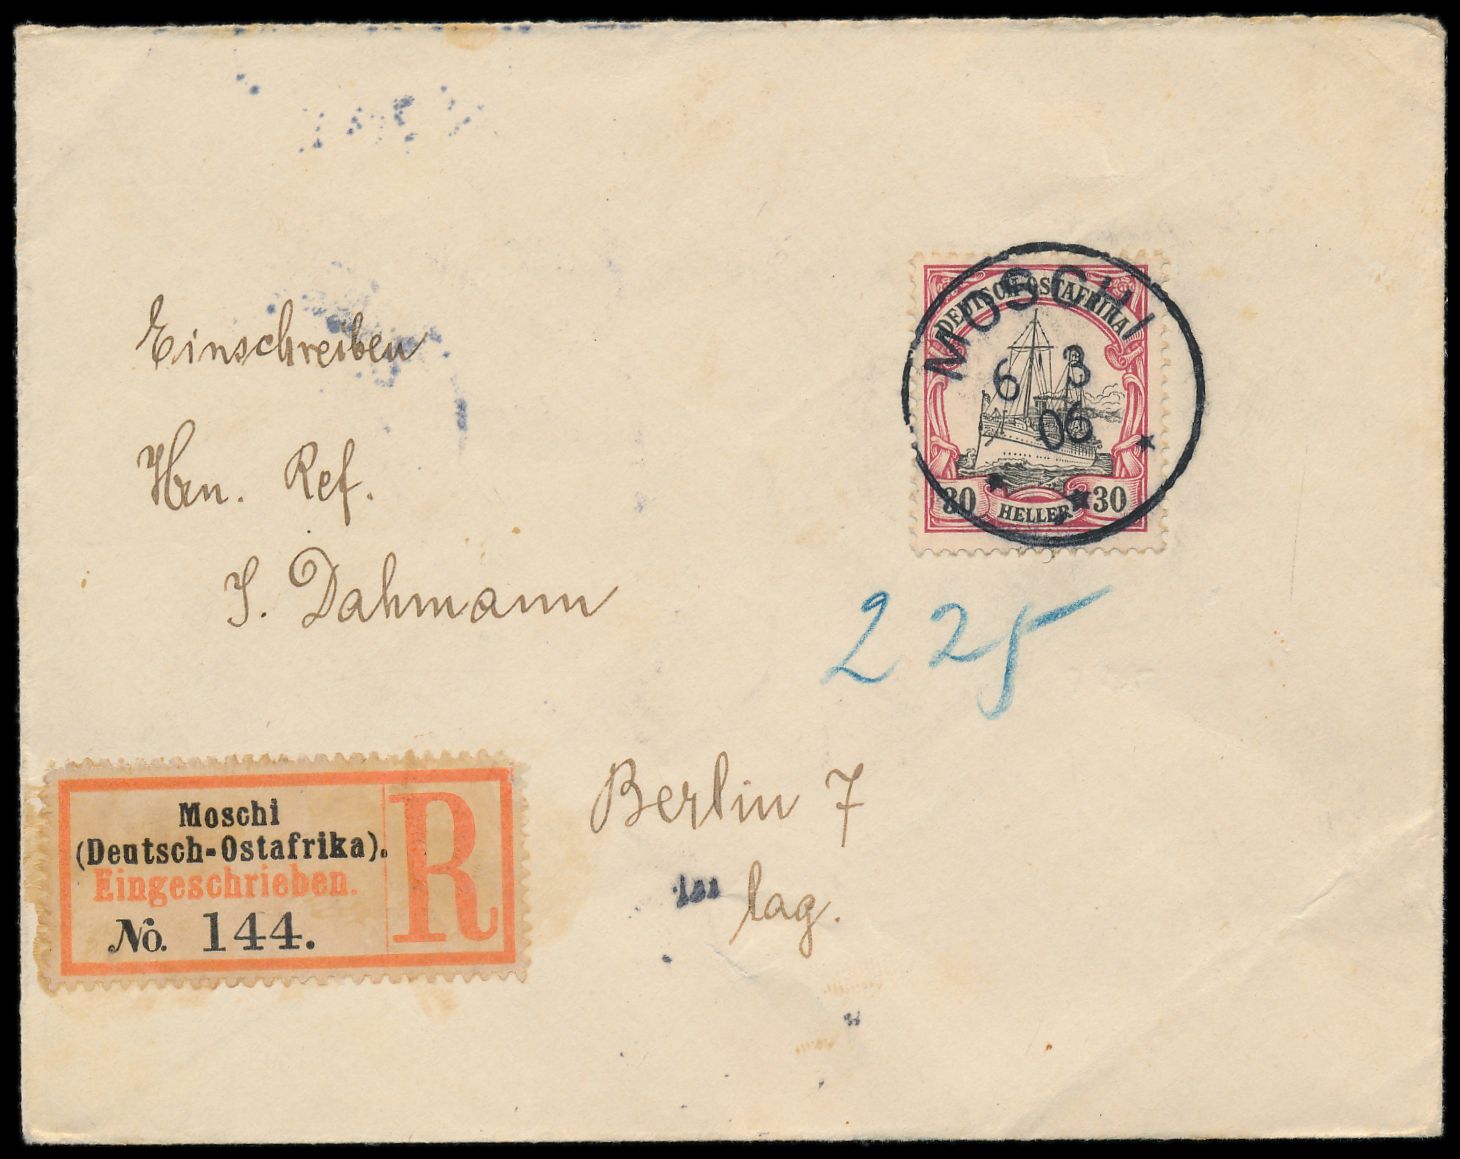 DEUTSCH-OSTAFRIKA
30 HELLER 30
MOSCHI
6 3
06
Einschreiben
Hrn. Ref.
J. Dahmann
225
Berlin 7
lag.
Moschi
(Deutsch-Ostafrika).
Eingeschrieben.
No. 144.
R